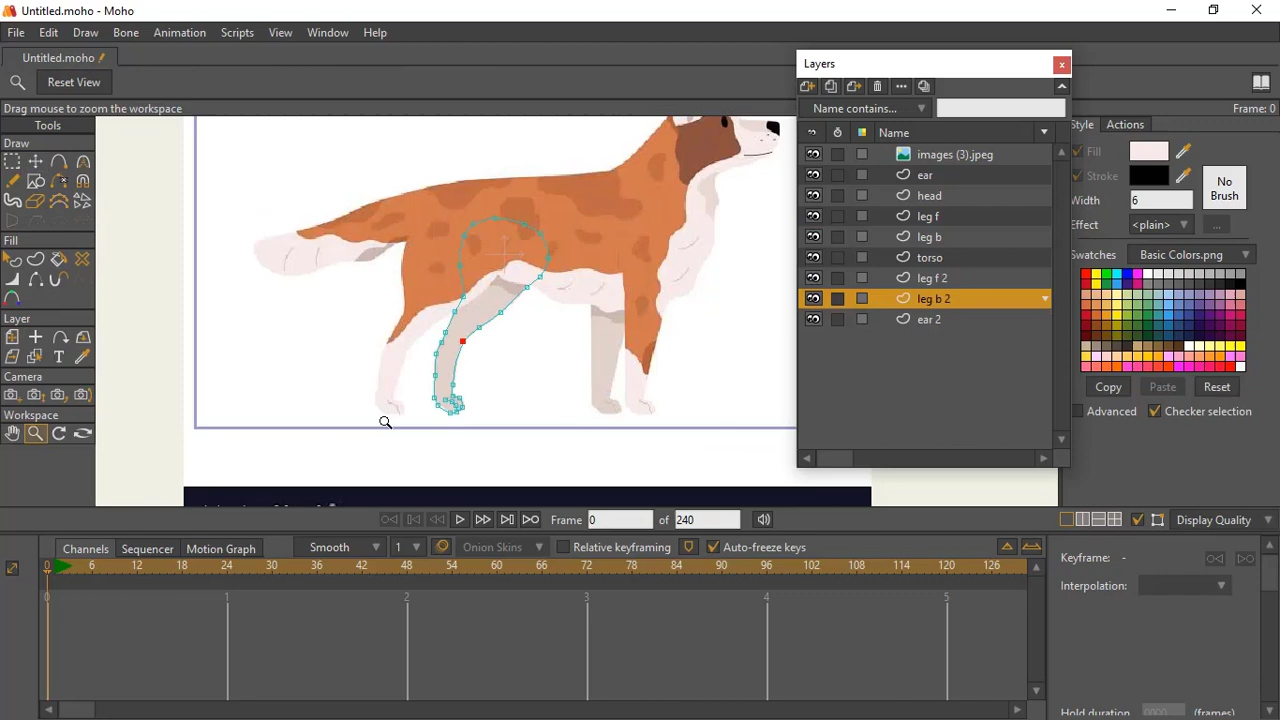 Untitled.moho - Moho
File Edit Draw Bone Animation Scripts View Window Help
Untitled.moho
Reset View
Drag mouse to zoom the workspace
Frame: 0
Tools
Draw
Fill
Layer
Camera
Workspace
Layers
Name contains...
Name
images (3).jpeg
ear
head
leg f
leg b
torso
leg f 2
leg b 2
ear 2
Style Actions
Fill
Stroke
No
Brush
Width 6
Effect <plain> ...
Swatches Basic Colors.png
Copy Paste Reset
Advanced Checker selection
Frame 0 of 240
Display Quality
Channels Sequencer Motion Graph Smooth 1 Onion Skins Relative keyframing Auto-freeze keys
0 6 12 18 24 30 36 42 48 54 60 66 72 78 84 90 96 102 108 114 120 126
0 1 2 3 4 5
Keyframe: -
Interpolation:
Hold duration 0000 (frames)